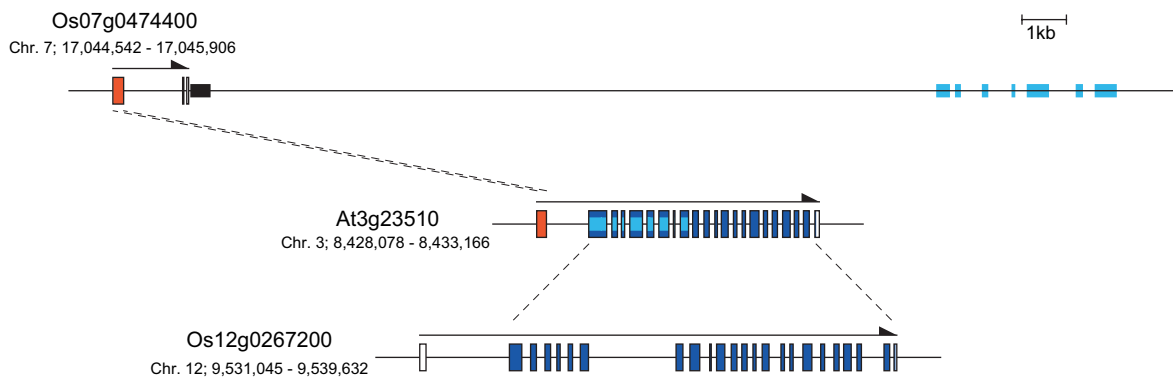 Os07g0474400
Chr. 7; 17,044,542 - 17,045,906
1kb
At3g23510
Chr. 3; 8,428,078 - 8,433,166
Os12g0267200
Chr. 12; 9,531,045 - 9,539,632